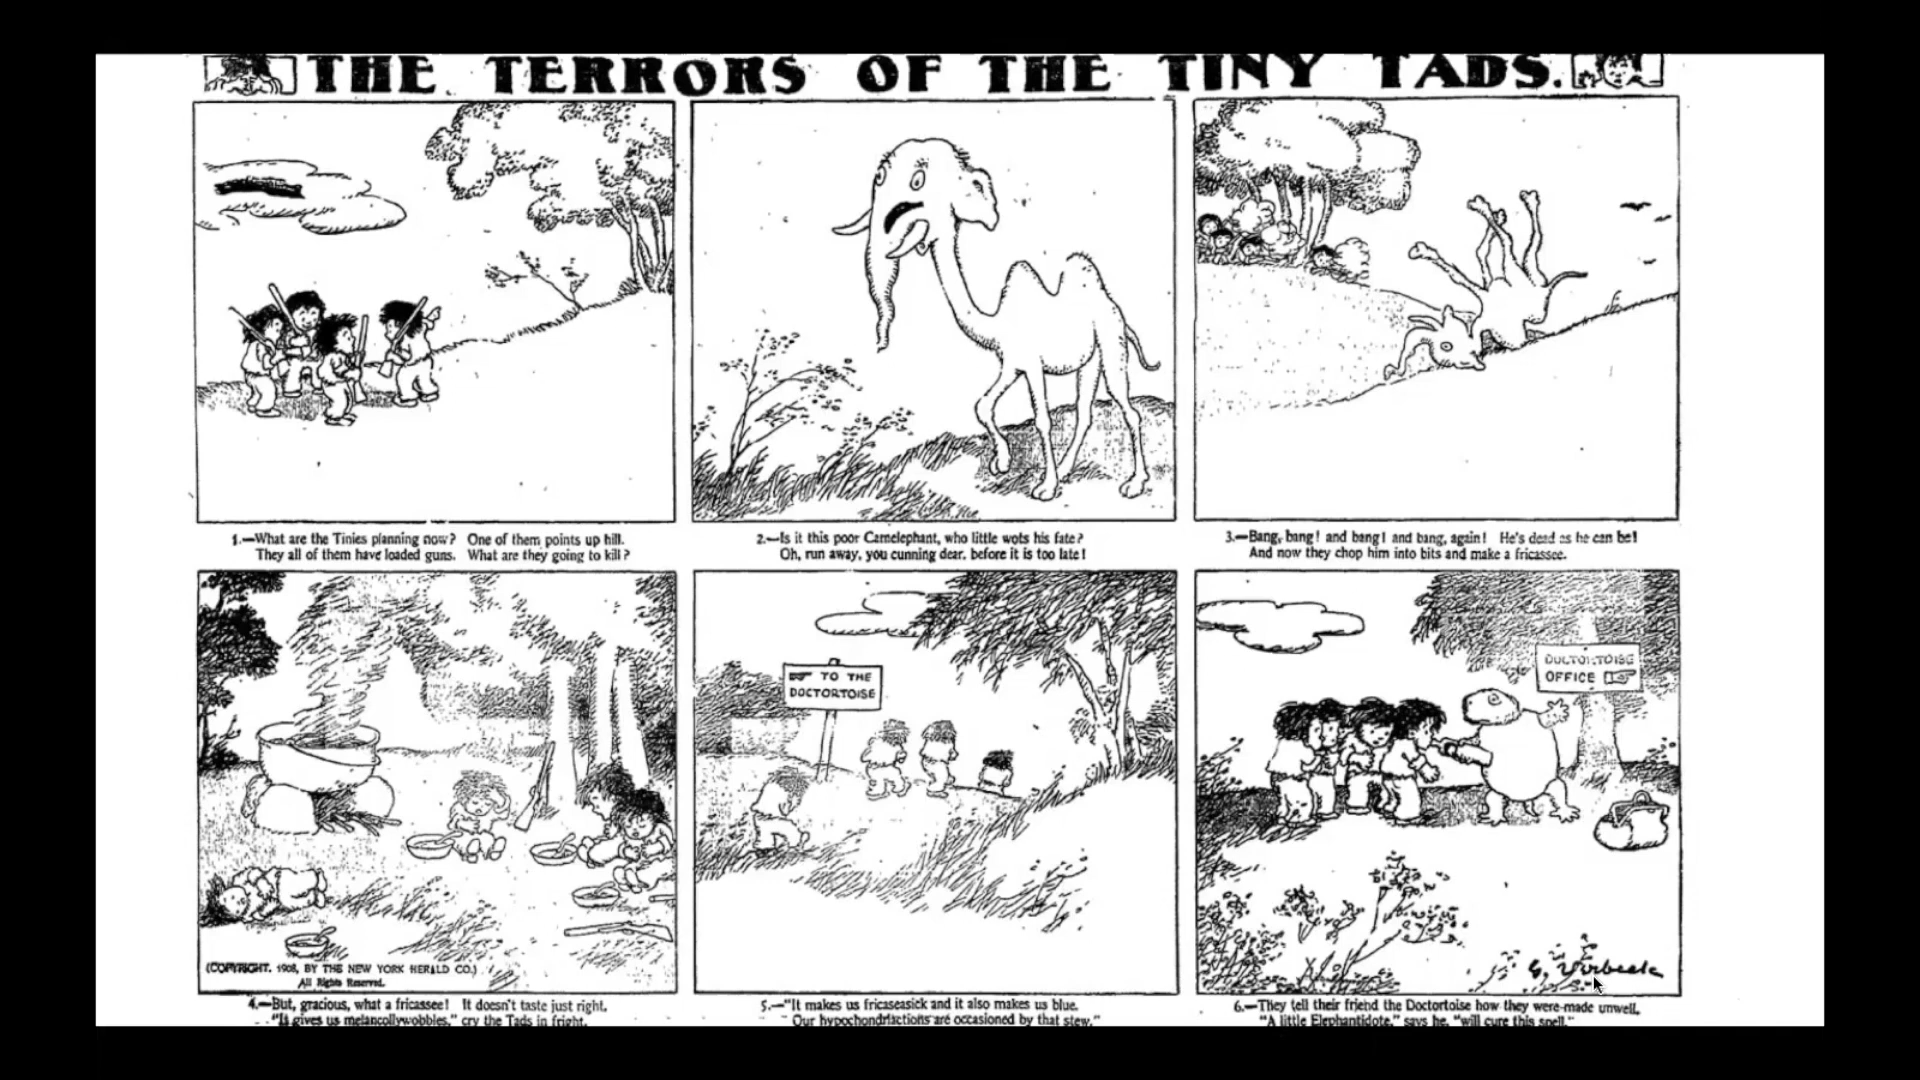 THE TERRORS OF THE TINY TADS.
1.—What are the Tinies planning now? One of them points up hill.
They all of them have loaded guns. What are they going to kill?
2.—Is it this poor Camelephant, who little wots his fate?
Oh, run away, you cunning dear, before it is too late!
3.—Bang, bang! and bang! and bang, again! He's dead as he can be!
And now they chop him into bits and make a fricassee.
(COPYRIGHT, 1908, BY THE NEW YORK HERALD CO.)
All Rights Reserved.
4.—But, gracious, what a fricassee! It doesn't taste just right.
"It gives us melancollywobbles," cry the Tads in fright.
TO THE
DOCTORTOISE
5.—"It makes us fricaseasick and it also makes us blue.
Our hypochondriactions are occasioned by that stew."
DOCTORTOISE
OFFICE
G. Verbeek
6.—They tell their friend the Doctortoise how they were made unwell.
"A little Elephantidote," says he, "will cure this spell."